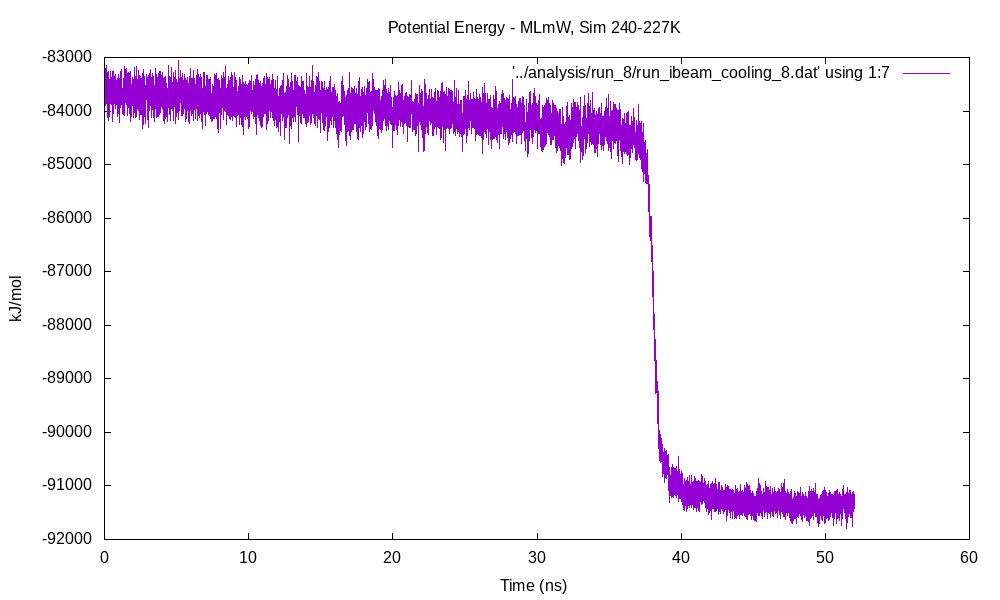 Potential Energy - MLmW, Sim 240-227K
'../analysis/run_8/run_ibeam_cooling_8.dat' using 1:7
-83000
-84000
-85000
-86000
-87000
-88000
-89000
-90000
-91000
-92000
kJ/mol
0 10 20 30 40 50 60
Time (ns)